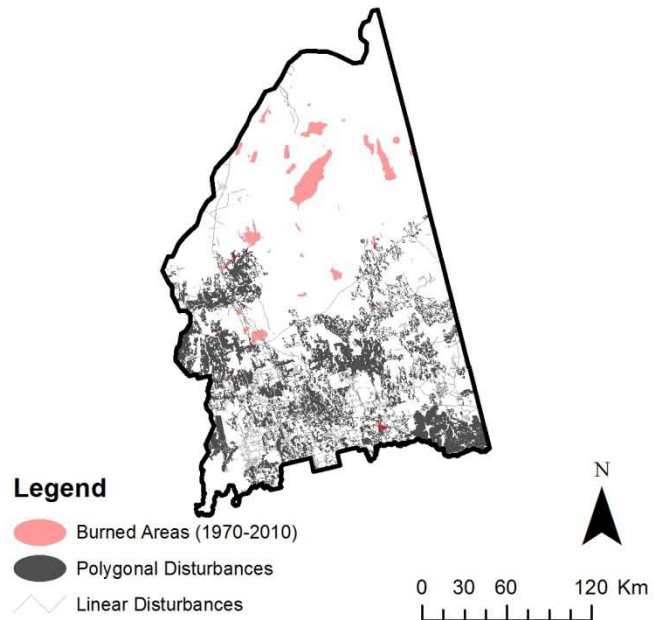 Legend
Burned Areas (1970-2010)
Polygonal Disturbances
Linear Disturbances
N
0 30 60 120 Km